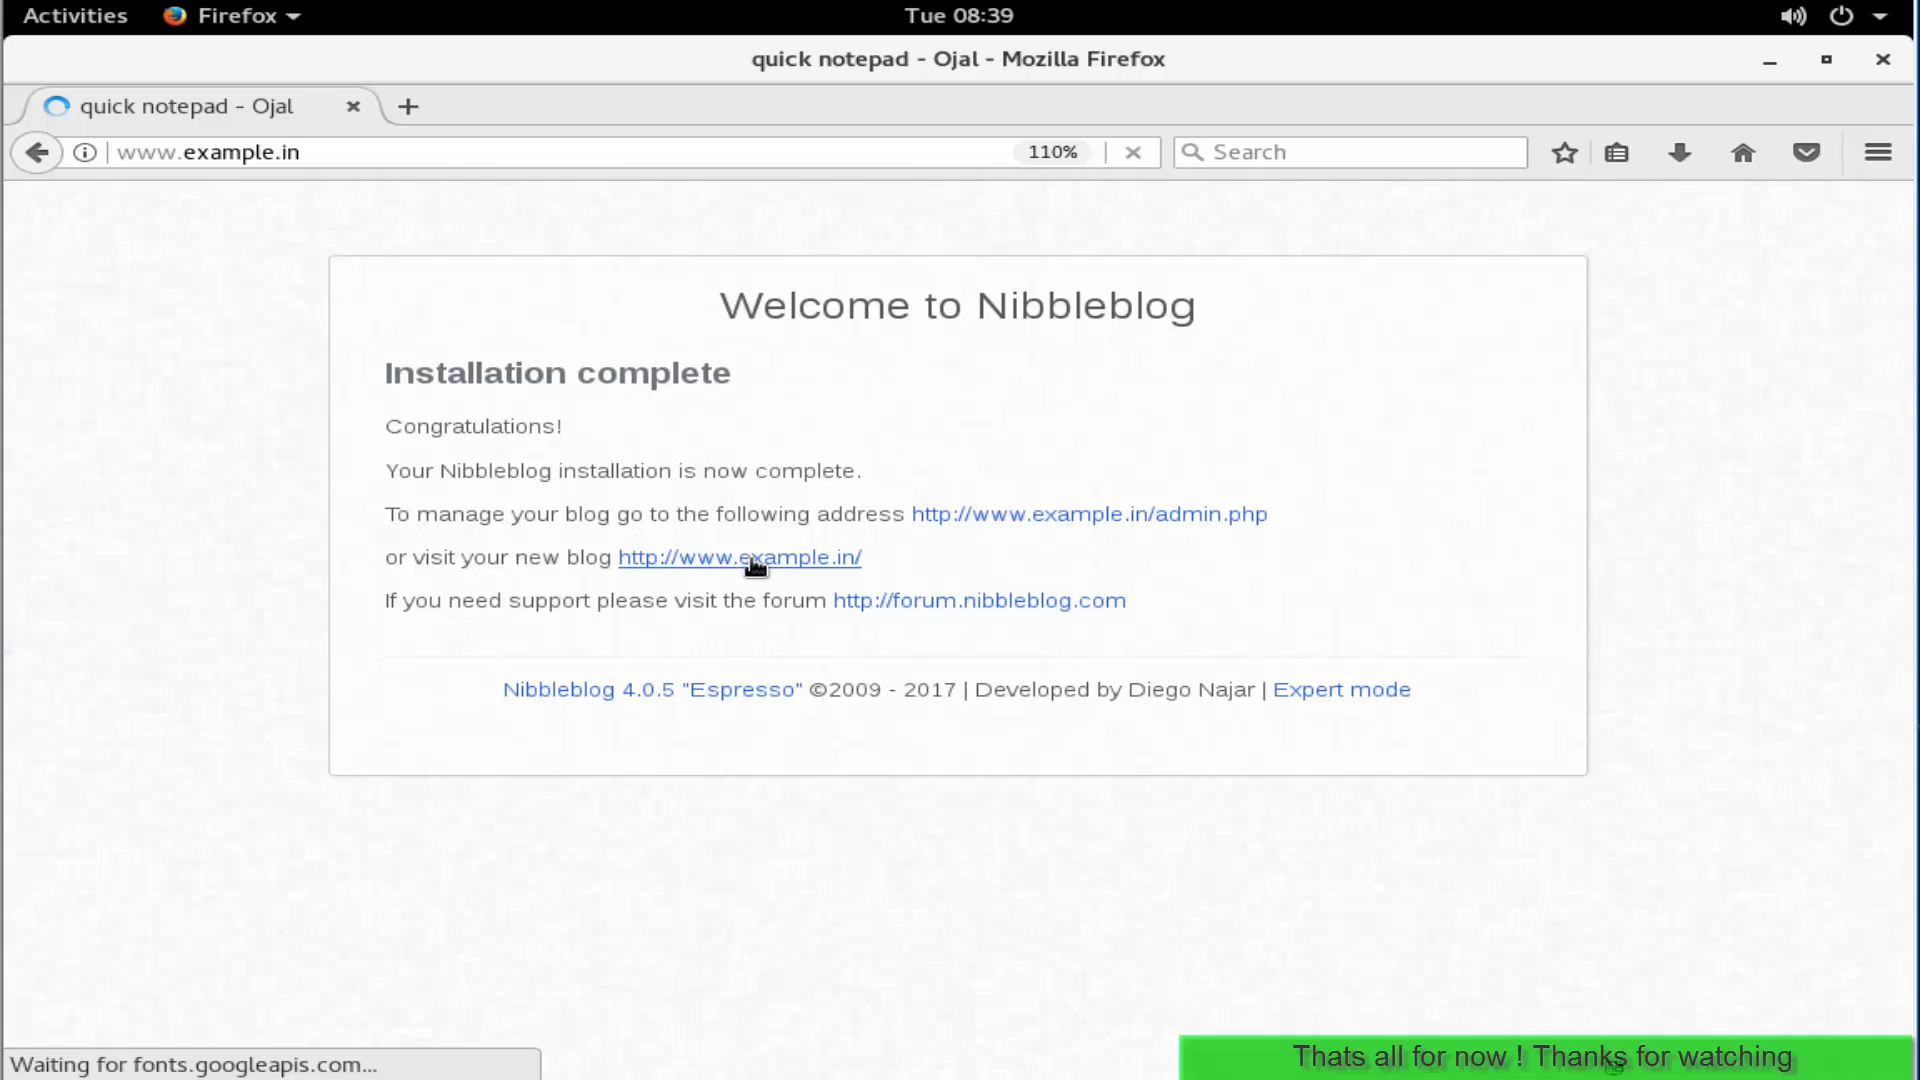 Activities Firefox Tue 08:39
quick notepad - Ojal - Mozilla Firefox
quick notepad - Ojal
www.example.in 110% Search
Welcome to Nibbleblog
Installation complete
Congratulations!
Your Nibbleblog installation is now complete.
To manage your blog go to the following address http://www.example.in/admin.php
or visit your new blog http://www.example.in/
If you need support please visit the forum http://forum.nibbleblog.com
Nibbleblog 4.0.5 "Espresso" ©2009 - 2017 | Developed by Diego Najar | Expert mode
Waiting for fonts.googleapis.com...
Thats all for now ! Thanks for watching